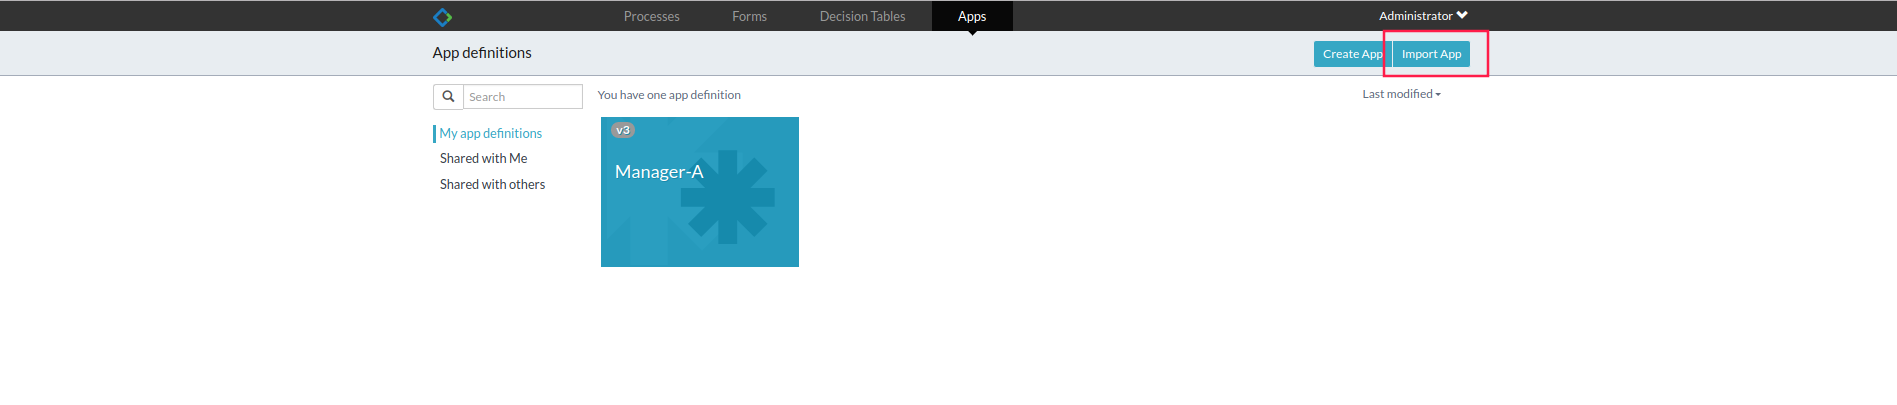 Processes Forms Decision Tables Apps Administrator
App definitions Create App Import App
Search You have one app definition Last modified
My app definitions
Shared with Me
Shared with others
v3
Manager-A